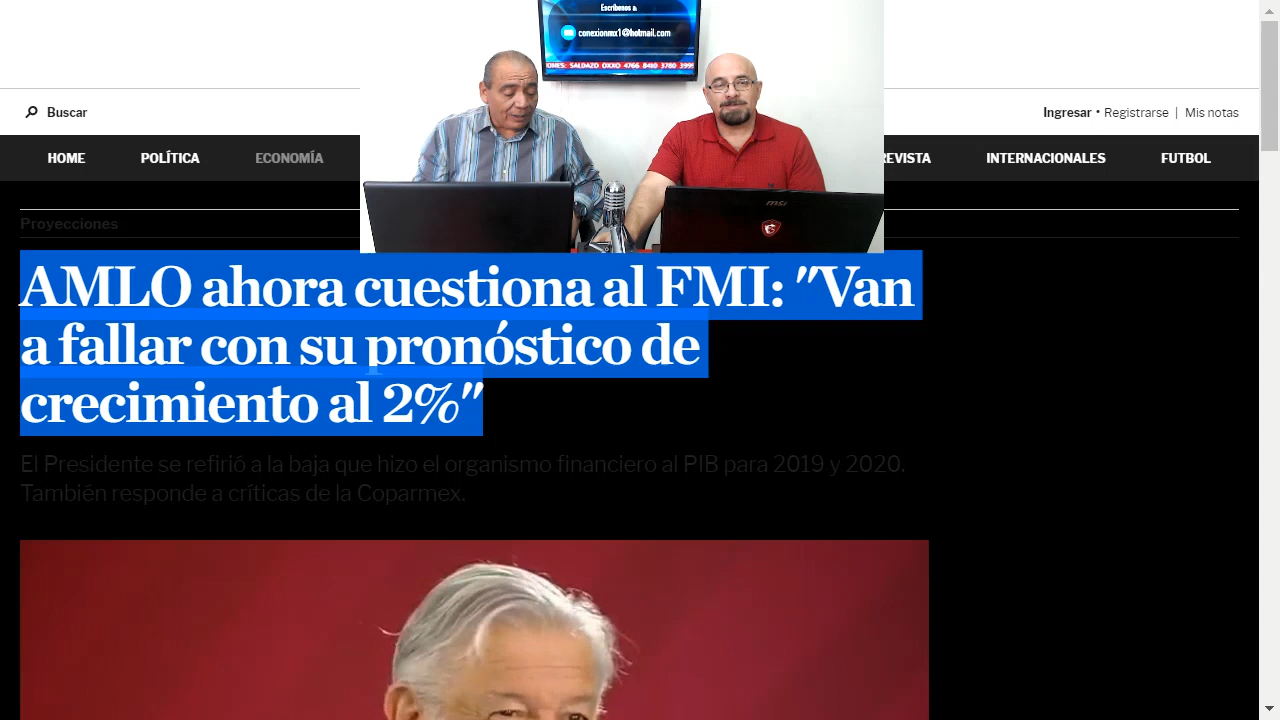 Escríbenos a:
conexionmx1@hotmail.com
IONES: SALDAZO OXXO 4766 8410 3780 399
Buscar
Ingresar • Registrarse | Mis notas
HOME POLÍTICA ECONOMÍA REVISTA INTERNACIONALES FUTBOL
Proyecciones
AMLO ahora cuestiona al FMI: "Van
a fallar con su pronóstico de
crecimiento al 2%"
El Presidente se refirió a la baja que hizo el organismo financiero al PIB para 2019 y 2020.
También responde a críticas de la Coparmex.
msi